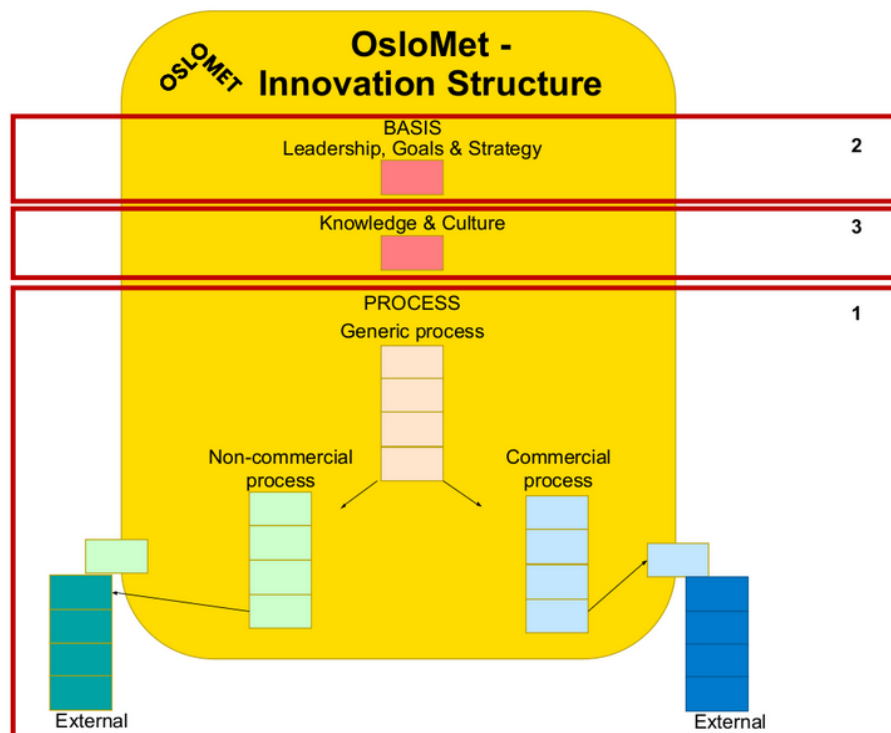 OSLOMET
OsloMet -
Innovation Structure
BASIS
Leadership, Goals & Strategy
2
Knowledge & Culture
3
PROCESS
1
Generic process
Non-commercial
process
Commercial
process
External
External